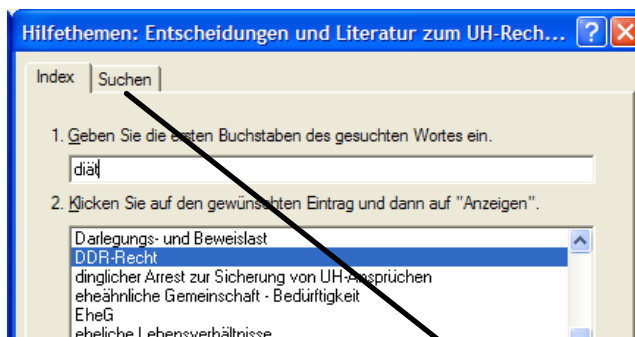 Hilfethemen: Entscheidungen und Literatur zum UH-Rech...
Index Suchen
1. Geben Sie die ersten Buchstaben des gesuchten Wortes ein.
diät
2. Klicken Sie auf den gewünschten Eintrag und dann auf "Anzeigen".
Darlegungs- und Beweislast
DDR-Recht
dinglicher Arrest zur Sicherung von UH-Ansprüchen
eheähnliche Gemeinschaft - Bedürftigkeit
EheG
eheliche Lebensverhältnisse